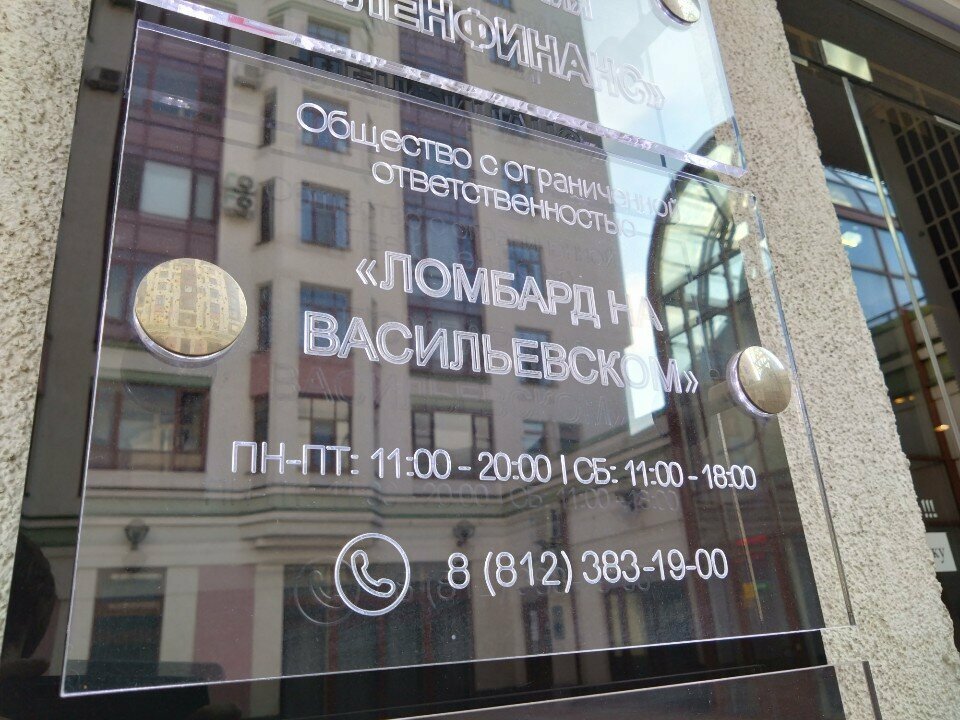 ЛЕНФИНАНС»
Общество с ограниченной
ответственностью
«ЛОМБАРД НА
ВАСИЛЬЕВСКОМ»
ПН-ПТ: 11:00 - 20:00 | СБ: 11:00 - 18:00
8 (812) 383-19-00
!!!